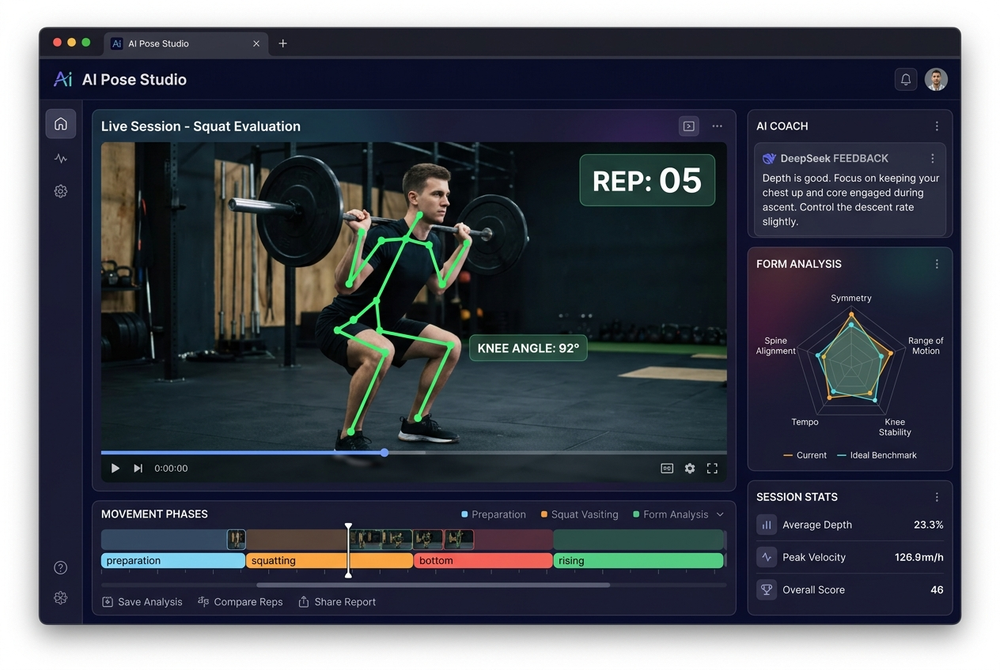 Ai AI Pose Studio
Ai AI Pose Studio
Live Session - Squat Evaluation
REP: 05
KNEE ANGLE: 92°
0:00:00
MOVEMENT PHASES
Preparation
Squat Vasiting
Form Analysis
preparation
squatting
bottom
rising
Save Analysis
Compare Reps
Share Report
AI COACH
DeepSeek FEEDBACK
Depth is good. Focus on keeping your
chest up and core engaged during
ascent. Control the descent rate
slightly.
FORM ANALYSIS
Symmetry
Spine
Alignment
Range of
Motion
Tempo
Knee
Stability
Current
Ideal Benchmark
SESSION STATS
Average Depth 23.3%
Peak Velocity 126.9m/h
Overall Score 46